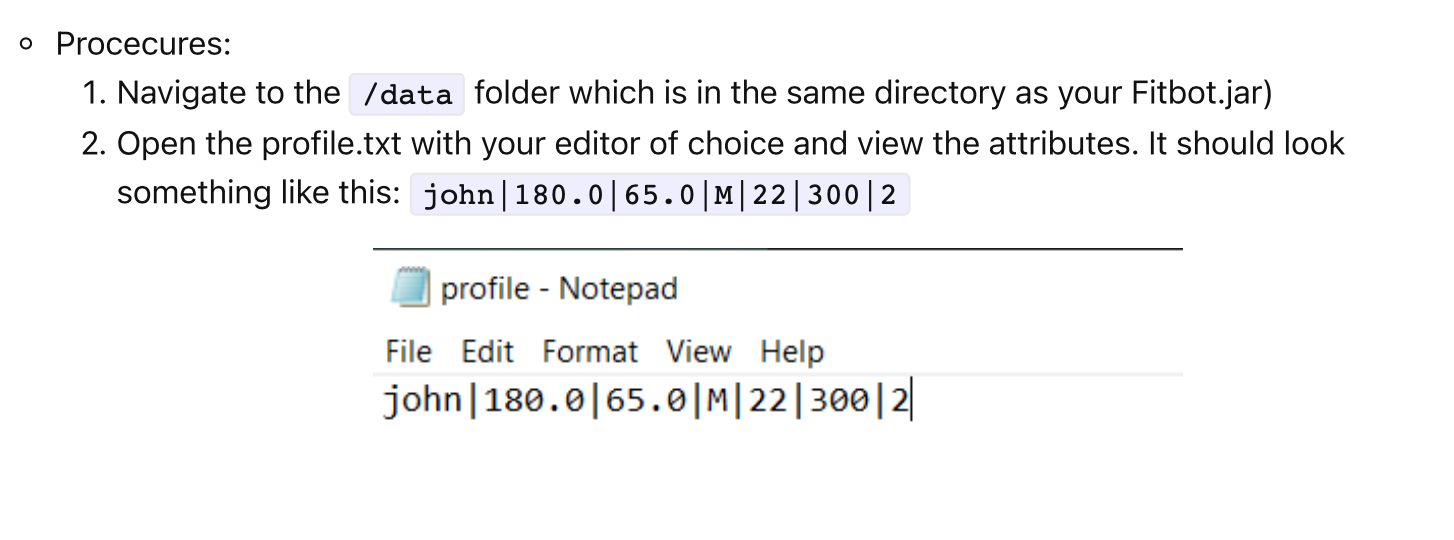 Procecures:
1. Navigate to the /data folder which is in the same directory as your Fitbot.jar)
2. Open the profile.txt with your editor of choice and view the attributes. It should look
something like this: john|180.0|65.0|M|22|300|2
profile - Notepad
File Edit Format View Help
john|180.0|65.0|M|22|300|2